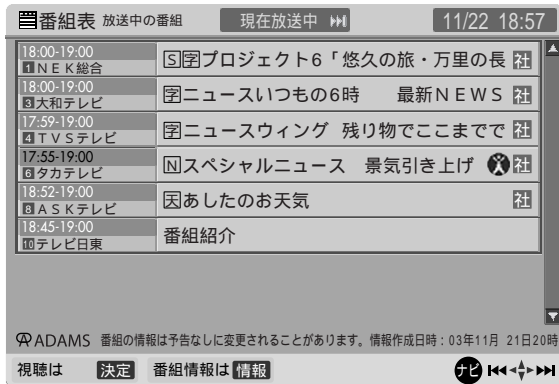 番組表 放送中の番組 現在放送中 11/22 18:57
18:00-19:00
1 NEK総合
S 字 プロジェクト6「悠久の旅・万里の長 社
18:00-19:00
3 大和テレビ
字 ニュースいつもの6時 最新NEWS 社
17:59-19:00
4 TVSテレビ
字 ニュースウィング 残り物でここまでで 社
17:55-19:00
6 タカテレビ
N スペシャルニュース 景気引き上げ 社
18:52-19:00
8 ASKテレビ
天 あしたのお天気 社
18:45-19:00
10 テレビ日東
番組紹介
ADAMS 番組の情報は予告なしに変更されることがあります。情報作成日時:03年11月 21日20時
視聴は 決定 番組情報は 情報 ナビ